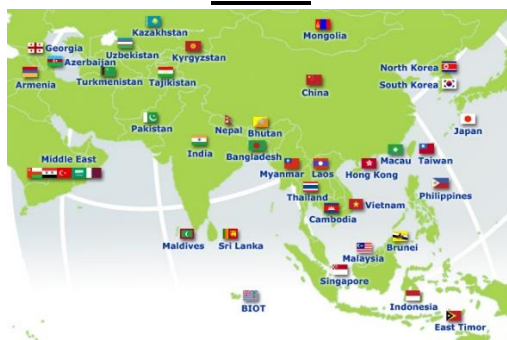 Kazakhstan
Mongolia
Georgia
Uzbekistan
Kyrgyzstan
Azerbaijan
Armenia
Turkmenistan
Tajikistan
China
North Korea
South Korea
Japan
Pakistan
Nepal
Bhutan
India
Bangladesh
Middle East
Myanmar
Laos
Hong Kong
Macau
Taiwan
Thailand
Cambodia
Vietnam
Philippines
Maldives
Sri Lanka
Malaysia
Brunei
Singapore
BIOT
Indonesia
East Timor